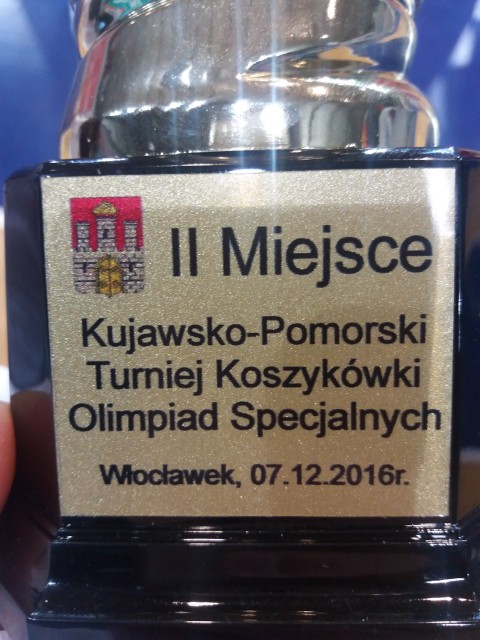 II Miejsce
Kujawsko-Pomorski
Turniej Koszykówki
Olimpiad Specjalnych
Włocławek, 07.12.2016r.